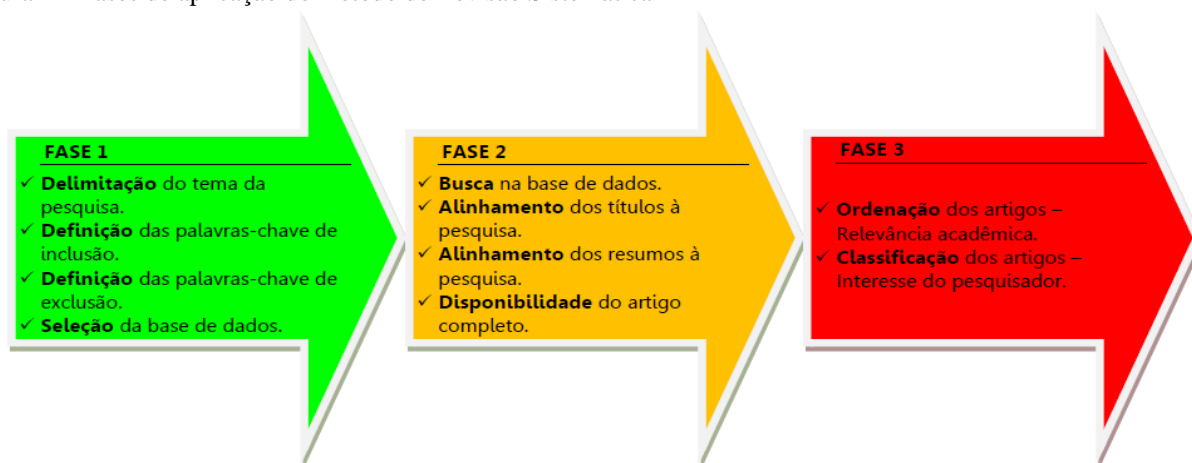 FASE 1
✓ Delimitação do tema da
pesquisa.
✓ Definição das palavras-chave de
inclusão.
✓ Definição das palavras-chave de
exclusão.
✓ Seleção da base de dados.
FASE 2
✓ Busca na base de dados.
✓ Alinhamento dos títulos à
pesquisa.
✓ Alinhamento dos resumos à
pesquisa.
✓ Disponibilidade do artigo
completo.
FASE 3
✓ Ordenação dos artigos –
Relevância acadêmica.
✓ Classificação dos artigos –
Interesse do pesquisador.